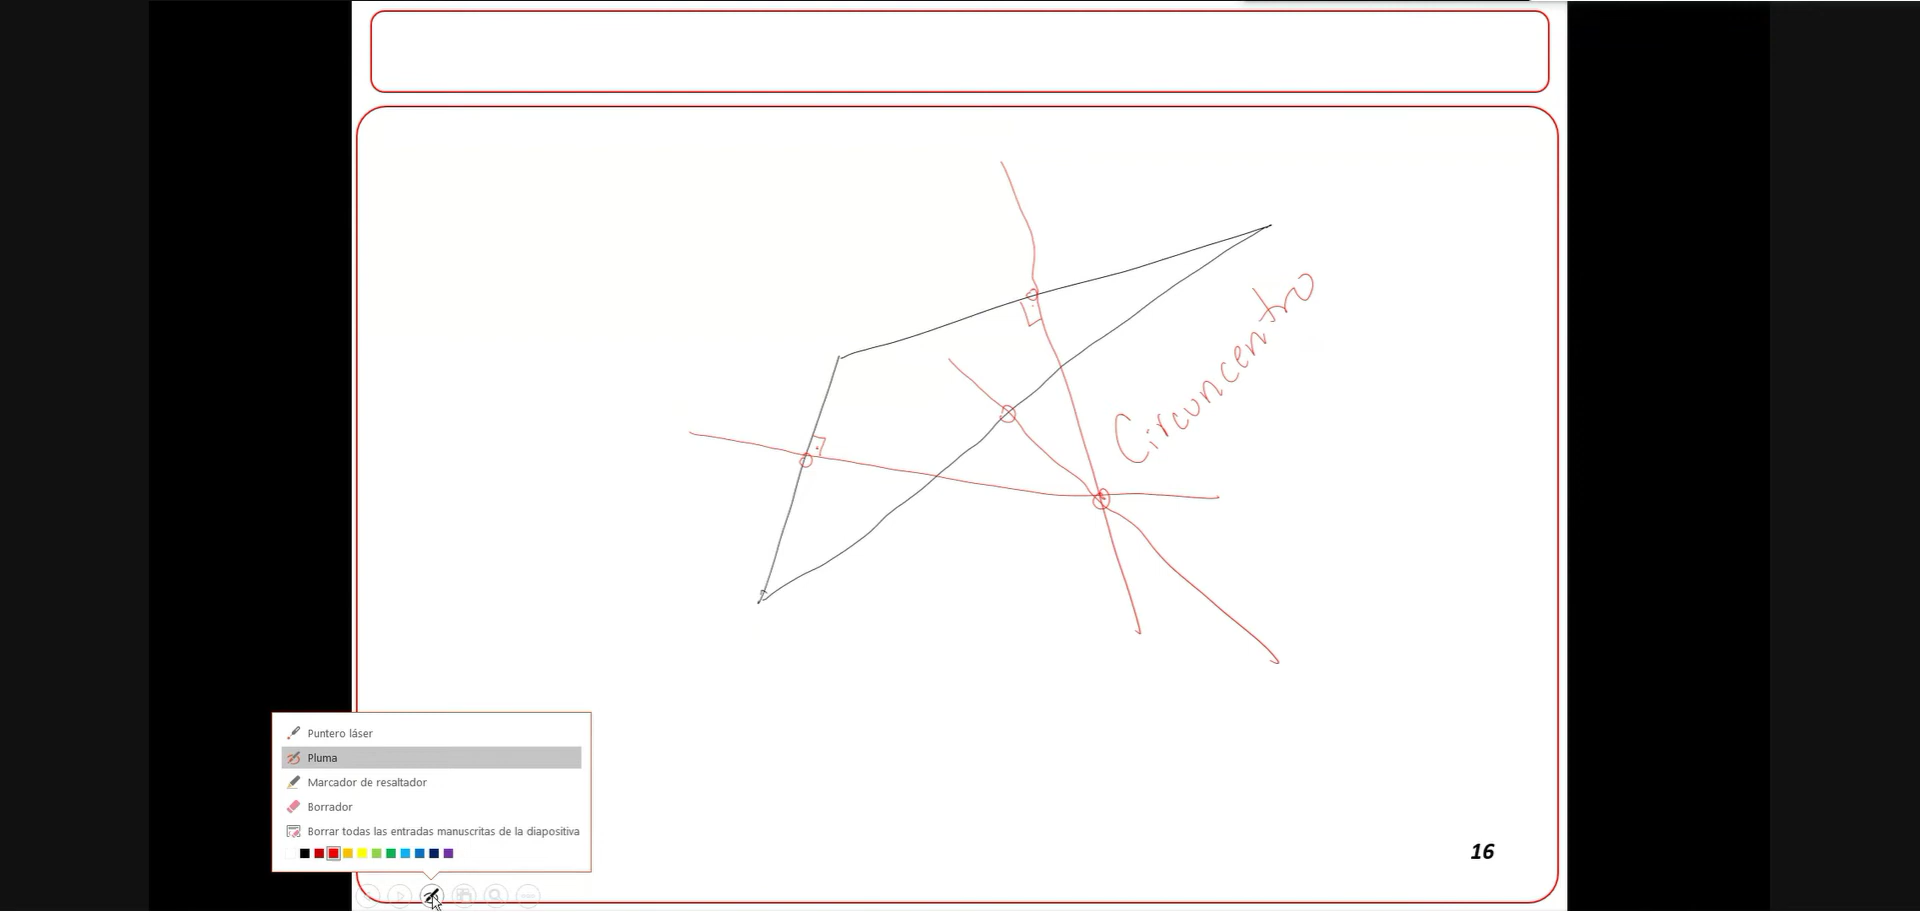 Circuncentro
Puntero láser
Pluma
Marcador de resaltador
Borrador
Borrar todas las entradas manuscritas de la diapositiva
16